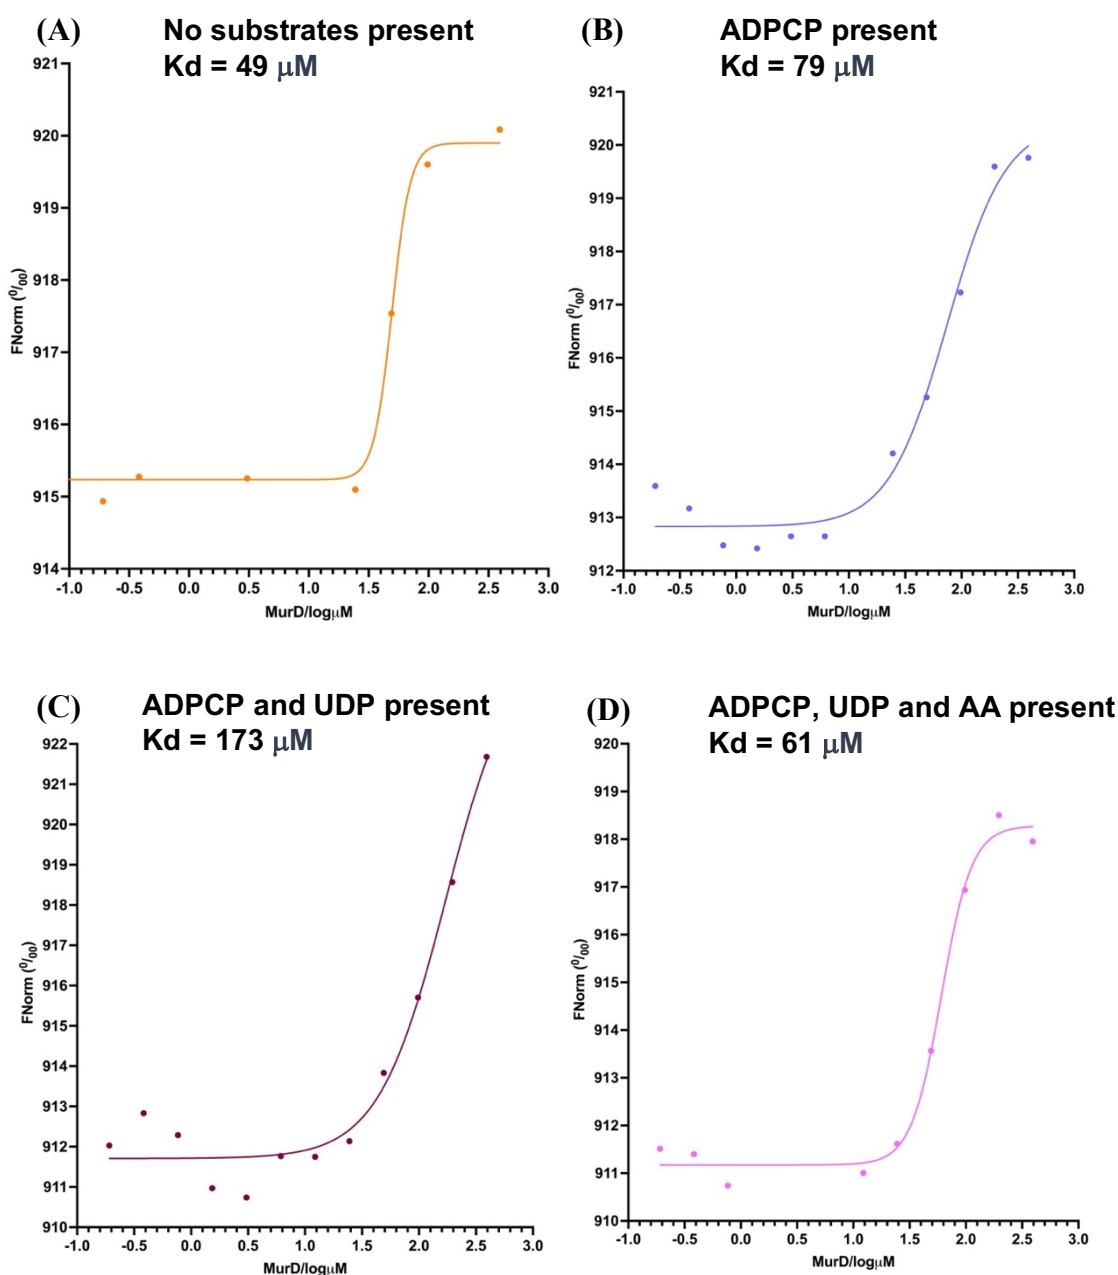 (A) No substrates present
Kd = 49 μM
921
920
919
918
917
916
915
914
FNorm (⁰/₀₀)
-1.0 -0.5 0.0 0.5 1.0 1.5 2.0 2.5 3.0
MurD/logμM
(B) ADPCP present
Kd = 79 μM
921
920
919
918
917
916
915
914
913
912
FNorm (⁰/₀₀)
-1.0 -0.5 0.0 0.5 1.0 1.5 2.0 2.5 3.0
MurD/logμM
(C) ADPCP and UDP present
Kd = 173 μM
922
921
920
919
918
917
916
915
914
913
912
911
910
FNorm (⁰/₀₀)
-1.0 -0.5 0.0 0.5 1.0 1.5 2.0 2.5 3.0
MurD/logμM
(D) ADPCP, UDP and AA present
Kd = 61 μM
920
919
918
917
916
915
914
913
912
911
910
FNorm (⁰/₀₀)
-1.0 -0.5 0.0 0.5 1.0 1.5 2.0 2.5 3.0
MurD/logμM